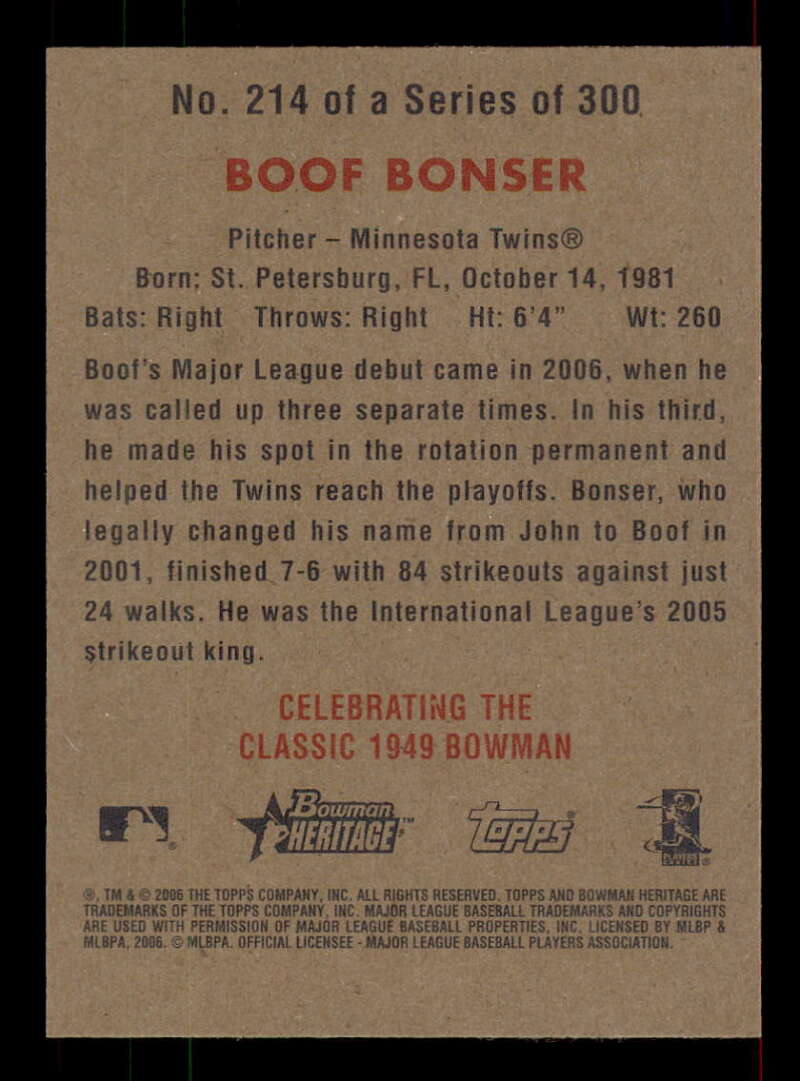 No. 214 of a Series of 300
BOOF BONSER
Pitcher – Minnesota Twins®
Born: St. Petersburg, FL, October 14, 1981
Bats: Right Throws: Right Ht: 6'4" Wt: 260
Boof's Major League debut came in 2006, when he
was called up three separate times. In his third,
he made his spot in the rotation permanent and
helped the Twins reach the playoffs. Bonser, who
legally changed his name from John to Boof in
2001, finished 7-6 with 84 strikeouts against just
24 walks. He was the International League's 2005
strikeout king.
CELEBRATING THE
CLASSIC 1949 BOWMAN
® Bowman HERITAGE™ Topps® PLAYERS ®
®, TM & © 2006 THE TOPPS COMPANY, INC. ALL RIGHTS RESERVED. TOPPS AND BOWMAN HERITAGE ARE
TRADEMARKS OF THE TOPPS COMPANY, INC. MAJOR LEAGUE BASEBALL TRADEMARKS AND COPYRIGHTS
ARE USED WITH PERMISSION OF MAJOR LEAGUE BASEBALL PROPERTIES, INC. LICENSED BY MLBP &
MLBPA, 2006. © MLBPA. OFFICIAL LICENSEE - MAJOR LEAGUE BASEBALL PLAYERS ASSOCIATION.